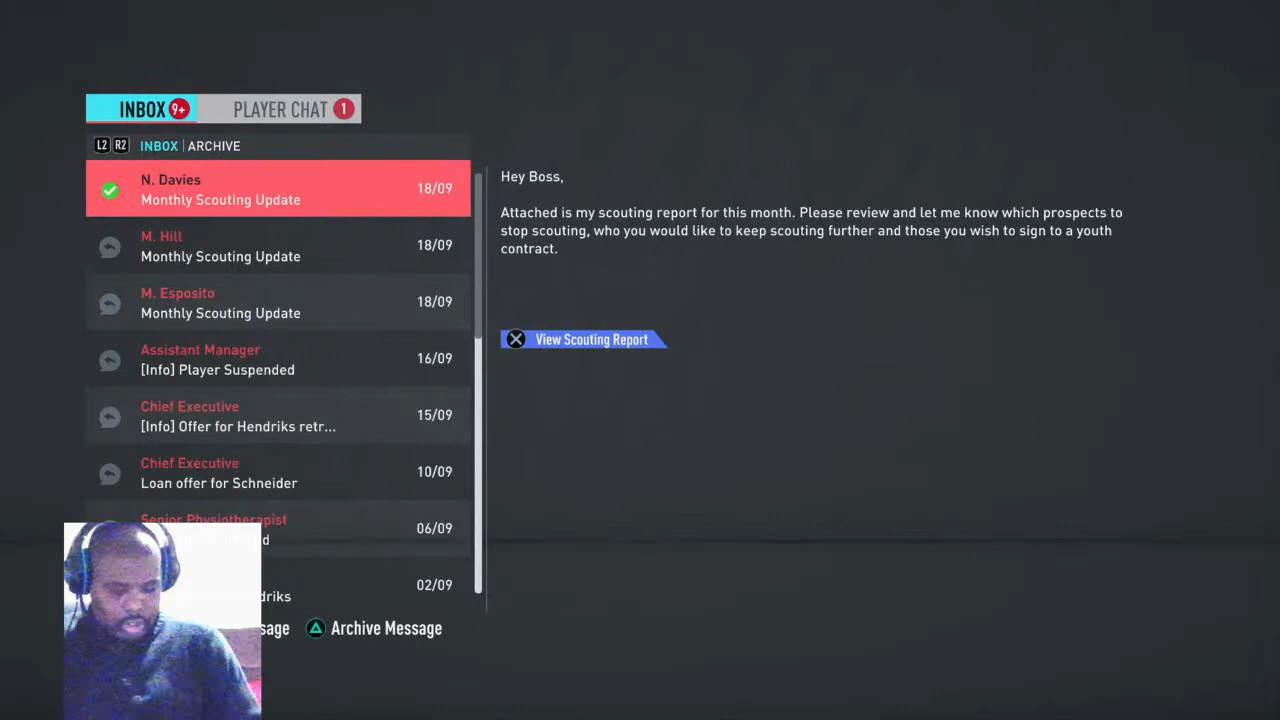 INBOX 9+ PLAYER CHAT 1
L2 R2 INBOX | ARCHIVE
N. Davies
Monthly Scouting Update
18/09
M. Hill
Monthly Scouting Update
18/09
M. Esposito
Monthly Scouting Update
18/09
Assistant Manager
[Info] Player Suspended
16/09
Chief Executive
[Info] Offer for Hendriks retr...
15/09
Chief Executive
Loan offer for Schneider
10/09
Senior Physiotherapist
06/09
02/09
Archive Message
Hey Boss,
Attached is my scouting report for this month. Please review and let me know which prospects to
stop scouting, who you would like to keep scouting further and those you wish to sign to a youth
contract.
View Scouting Report